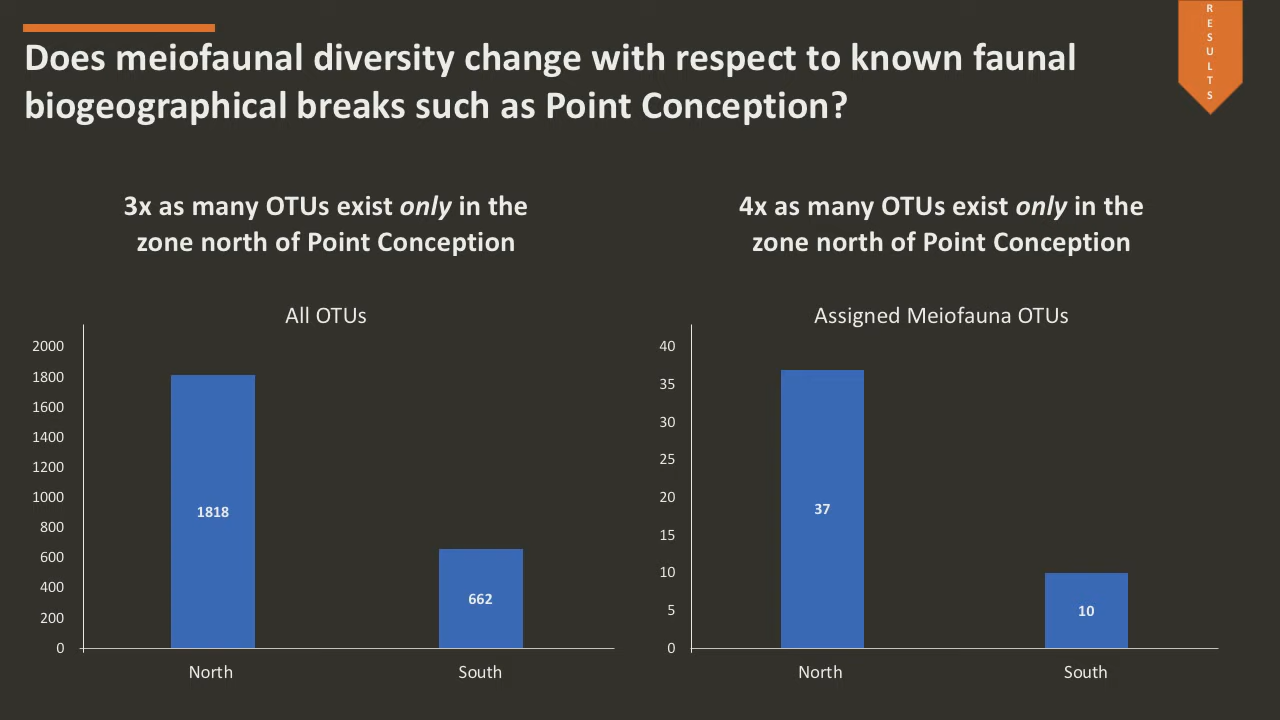 RESULTS
Does meiofaunal diversity change with respect to known faunal
biogeographical breaks such as Point Conception?
3x as many OTUs exist only in the
zone north of Point Conception
4x as many OTUs exist only in the
zone north of Point Conception
All OTUs
2000
1800
1600
1400
1200
1000
800
600
400
200
0
1818
662
North
South
Assigned Meiofauna OTUs
40
35
30
25
20
15
10
5
0
37
10
North
South